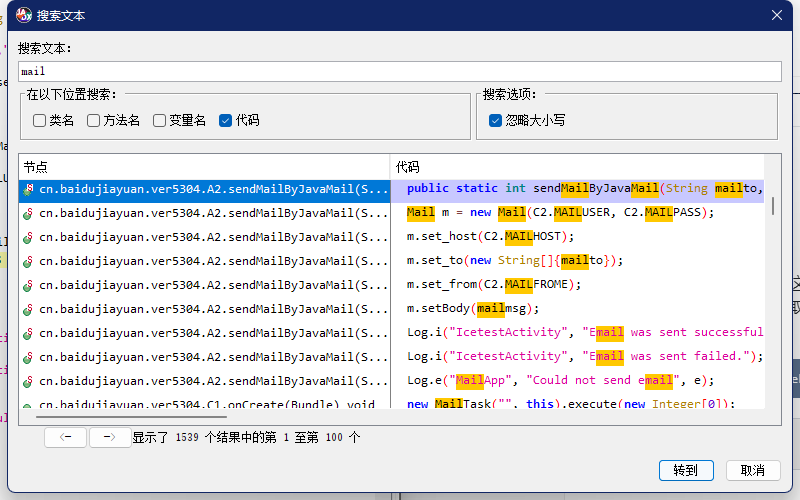 搜索文本
搜索文本：
mail
在以下位置搜索：
类名 方法名 变量名 代码
搜索选项：
忽略大小写
节点 代码
cn.baidujiayuan.ver5304.A2.sendMailByJavaMail(S... public static int sendMailByJavaMail(String mailto,
cn.baidujiayuan.ver5304.A2.sendMailByJavaMail(S... Mail m = new Mail(C2.MAILUSER, C2.MAILPASS);
cn.baidujiayuan.ver5304.A2.sendMailByJavaMail(S... m.set_host(C2.MAILHOST);
cn.baidujiayuan.ver5304.A2.sendMailByJavaMail(S... m.set_to(new String[]{mailto});
cn.baidujiayuan.ver5304.A2.sendMailByJavaMail(S... m.set_from(C2.MAILFROME);
cn.baidujiayuan.ver5304.A2.sendMailByJavaMail(S... m.setBody(mailmsg);
cn.baidujiayuan.ver5304.A2.sendMailByJavaMail(S... Log.i("IcetestActivity", "Email was sent successful
cn.baidujiayuan.ver5304.A2.sendMailByJavaMail(S... Log.i("IcetestActivity", "Email was sent failed.");
cn.baidujiayuan.ver5304.A2.sendMailByJavaMail(S... Log.e("MailApp", "Could not send email", e);
cn.baidujiayuan.ver5304.C1.onCreate(Bundle) void new MailTask("", this).execute(new Integer[0]);
<- -> 显示了 1539 个结果中的第 1 至第 100 个
转到 取消